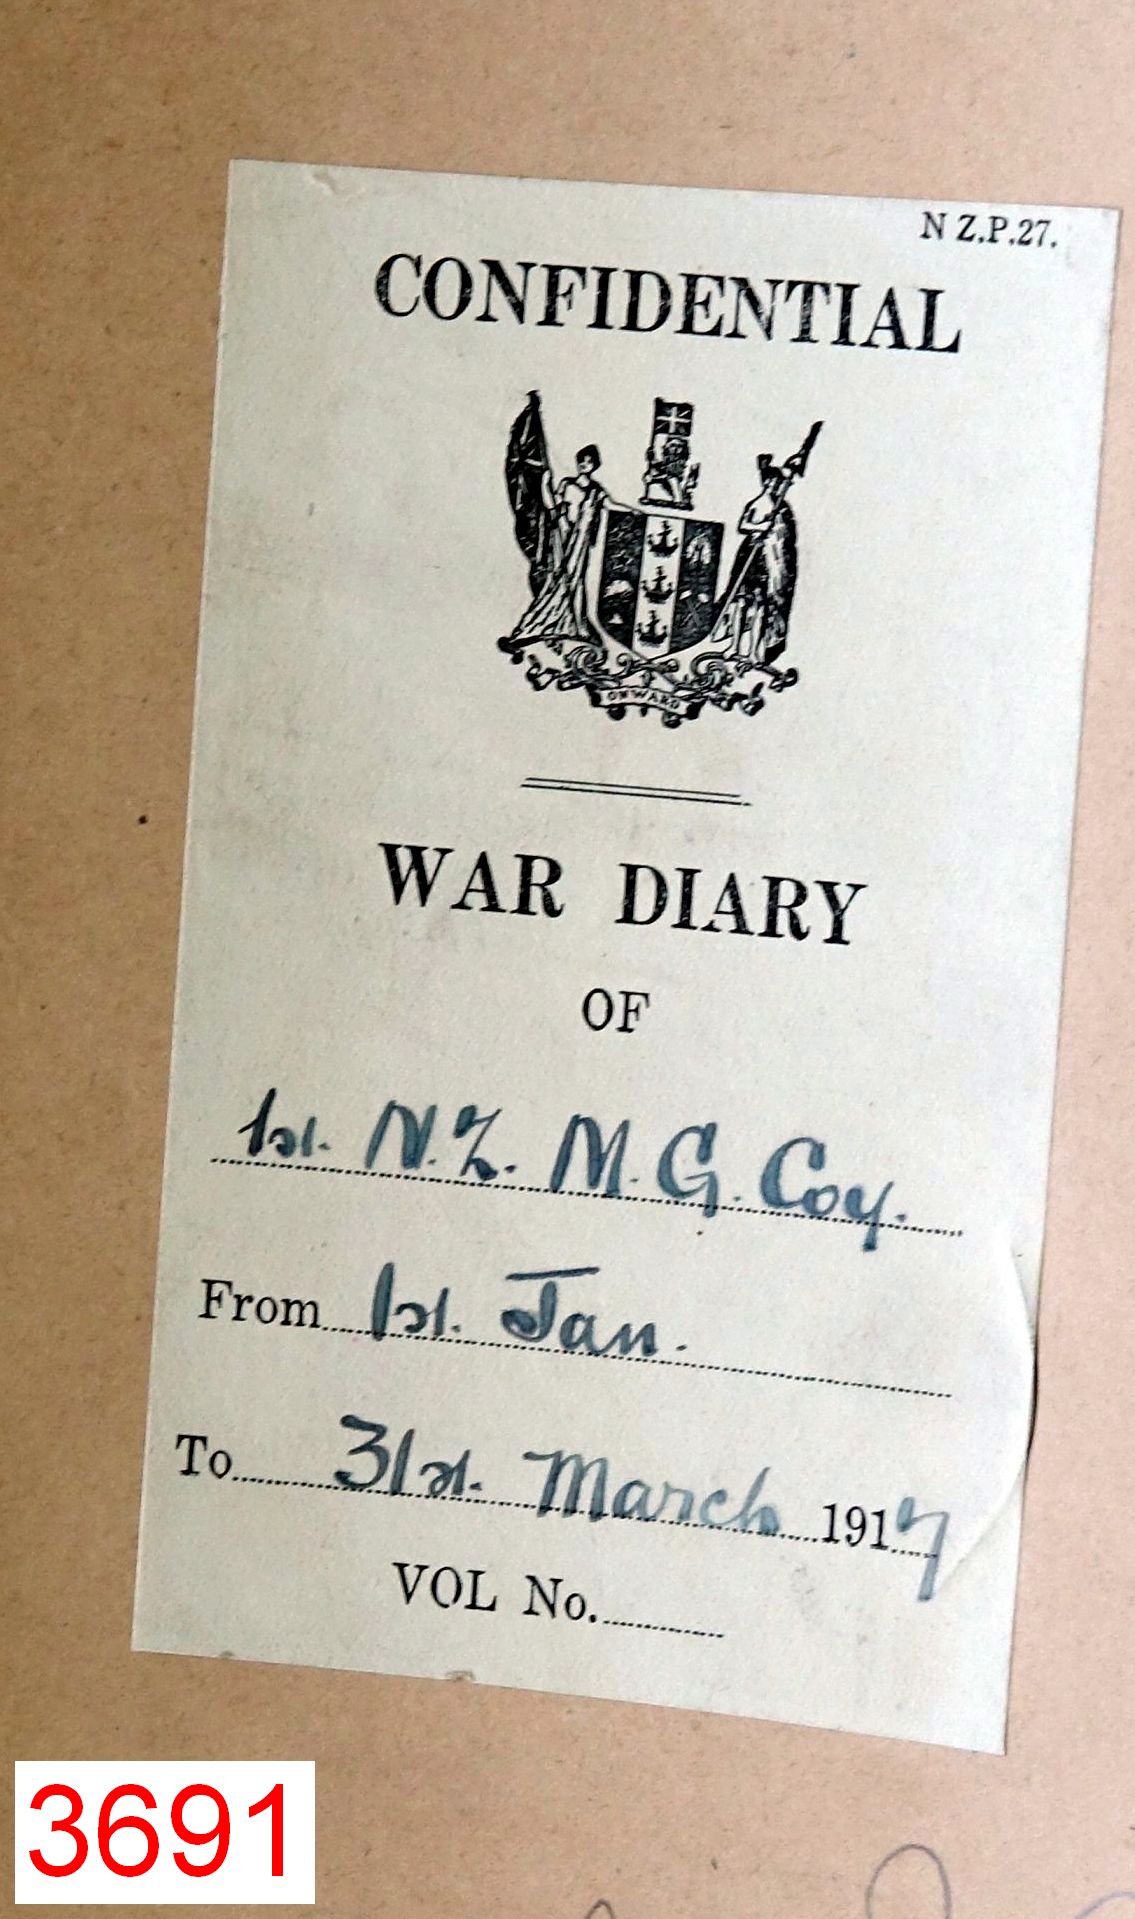 N Z.P.27.
CONFIDENTIAL
ONWARD
WAR DIARY
OF
1st. N.Z. M.G. Coy.
From 1st. Jan.
To 31st. March 1917
VOL No.
3691